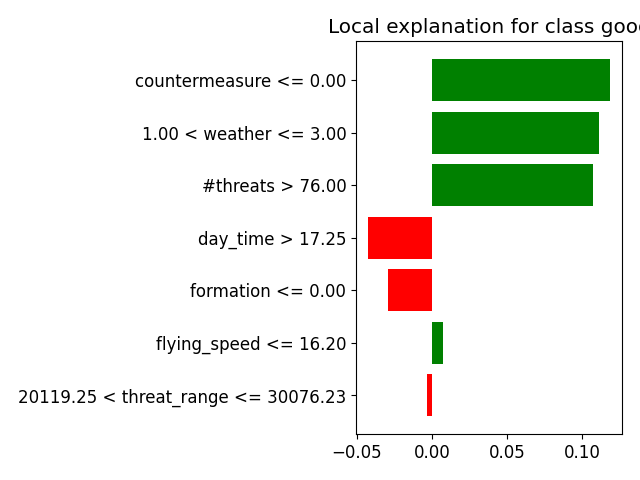 Local explanation for class goo
countermeasure <= 0.00
1.00 < weather <= 3.00
#threats > 76.00
day_time > 17.25
formation <= 0.00
flying_speed <= 16.20
20119.25 < threat_range <= 30076.23
−0.05 0.00 0.05 0.10